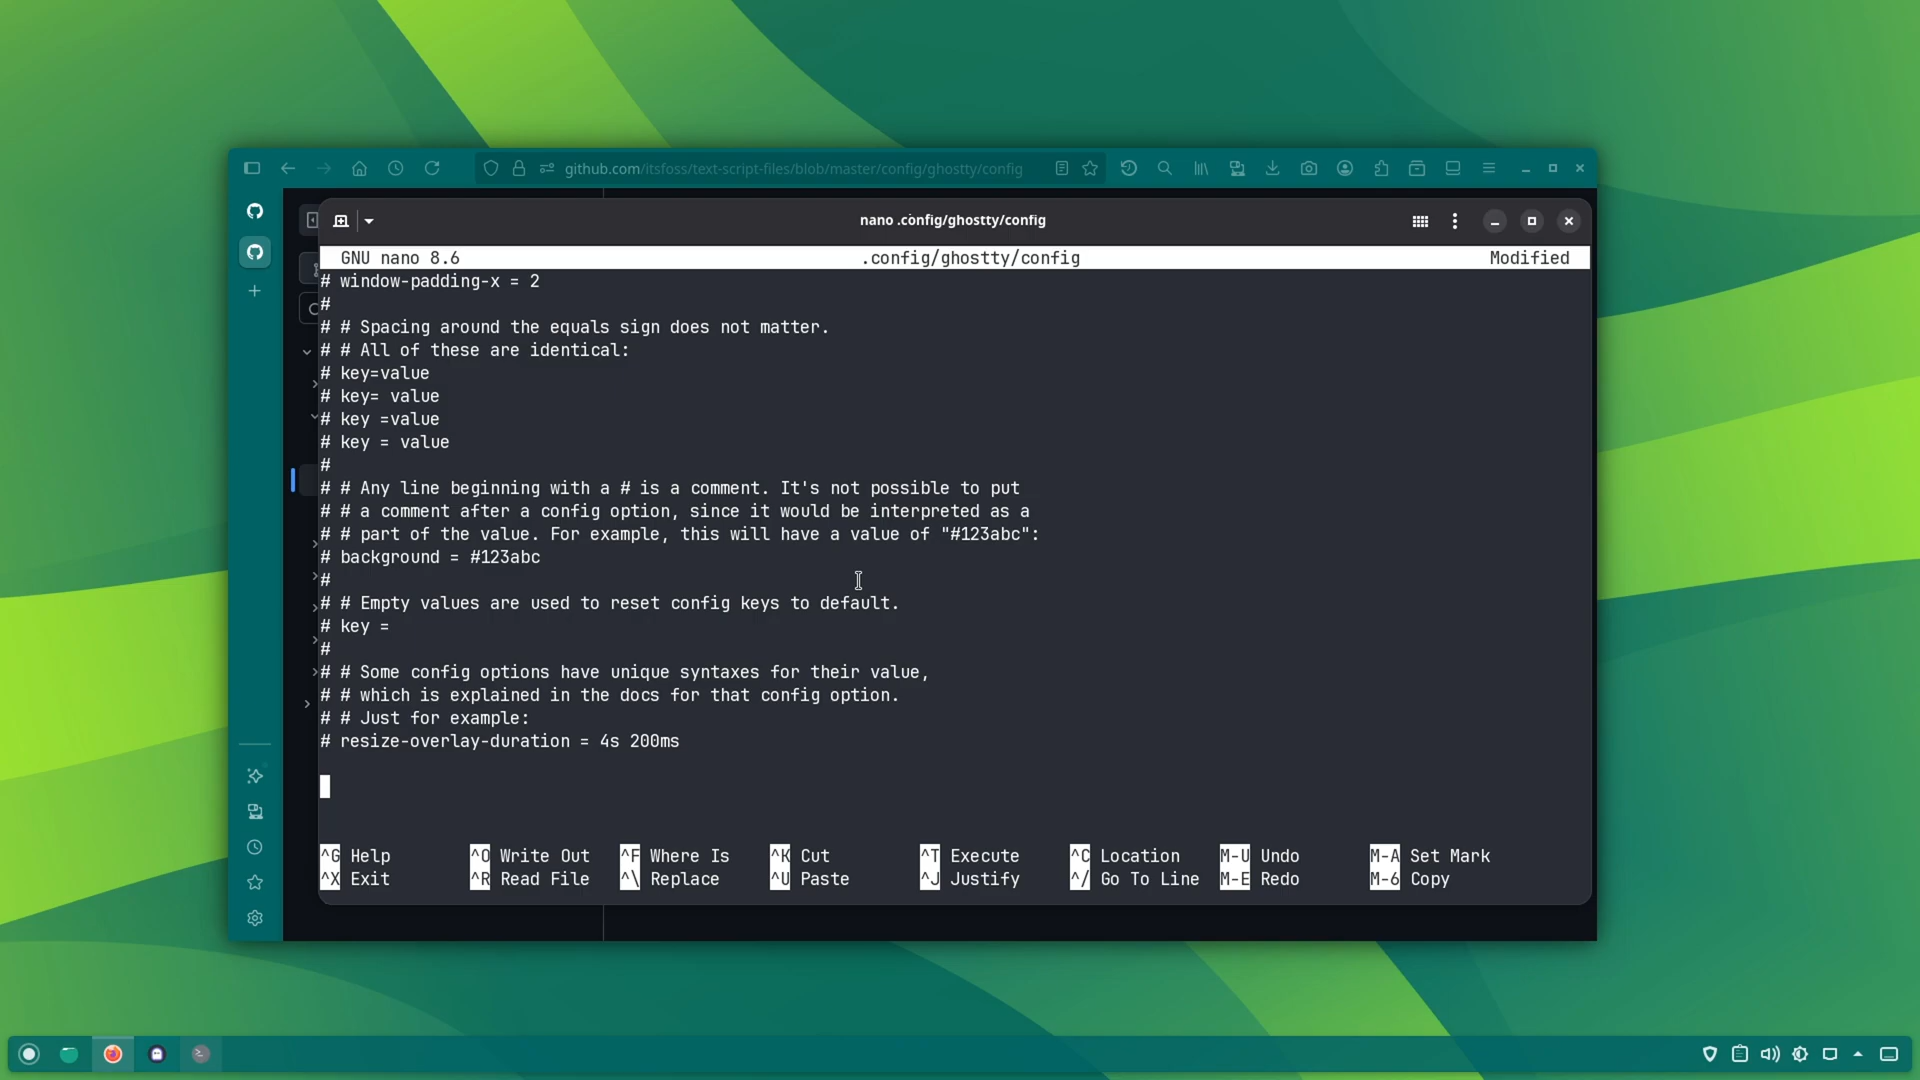 github.com/itsfoss/text-script-files/blob/master/config/ghostty/config
nano .config/ghostty/config
GNU nano 8.6 .config/ghostty/config Modified
# window-padding-x = 2
#
# # Spacing around the equals sign does not matter.
# # All of these are identical:
# key=value
# key= value
# key =value
# key = value
#
# # Any line beginning with a # is a comment. It's not possible to put
# # a comment after a config option, since it would be interpreted as a
# # part of the value. For example, this will have a value of "#123abc":
# background = #123abc
#
# # Empty values are used to reset config keys to default.
# key =
#
# # Some config options have unique syntaxes for their value,
# # which is explained in the docs for that config option.
# # Just for example:
# resize-overlay-duration = 4s 200ms
^G Help ^O Write Out ^F Where Is ^K Cut ^T Execute ^C Location M-U Undo M-A Set Mark
^X Exit ^R Read File ^\ Replace ^U Paste ^J Justify ^/ Go To Line M-E Redo M-6 Copy